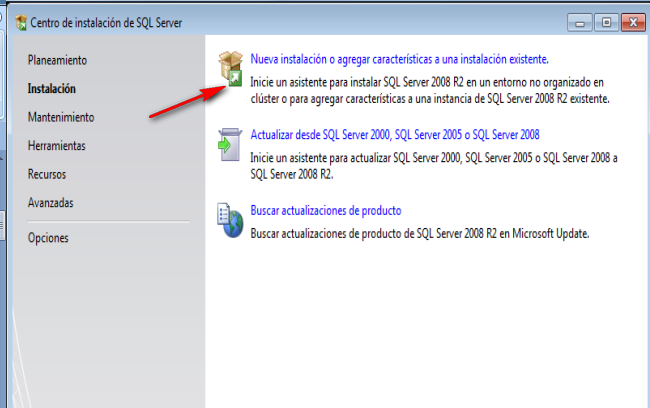 Centro de instalación de SQL Server
Planeamiento
Instalación
Mantenimiento
Herramientas
Recursos
Avanzadas
Opciones
Nueva instalación o agregar características a una instalación existente.
Inicie un asistente para instalar SQL Server 2008 R2 en un entorno no organizado en
clúster o para agregar características a una instancia de SQL Server 2008 R2 existente.
Actualizar desde SQL Server 2000, SQL Server 2005 o SQL Server 2008
Inicie un asistente para actualizar SQL Server 2000, SQL Server 2005 o SQL Server 2008 a
SQL Server 2008 R2.
Buscar actualizaciones de producto
Buscar actualizaciones de producto de SQL Server 2008 R2 en Microsoft Update.